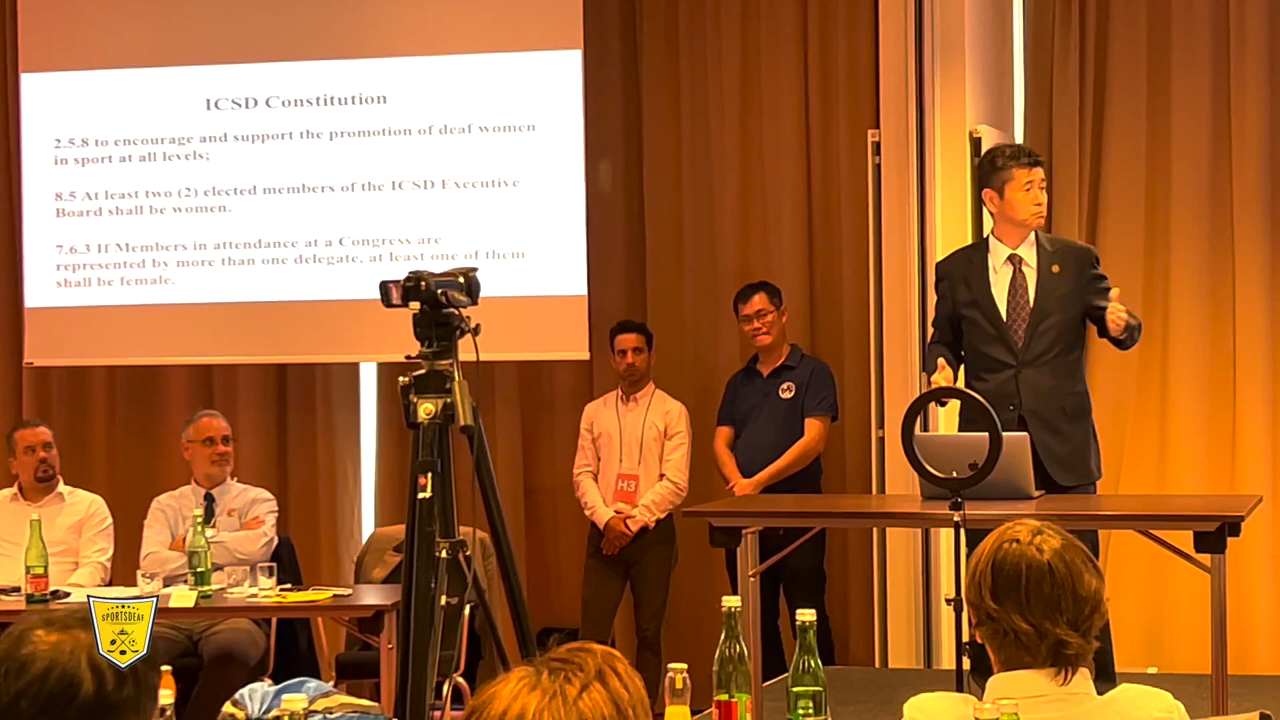 ICSD Constitution
2.5.8 to encourage and support the promotion of deaf women
in sport at all levels;
8.5 At least two (2) elected members of the ICSD Executive
Board shall be women.
7.6.3 If Members in attendance at a Congress are
represented by more than one delegate, at least one of them
shall be female.
H3
SPORTSDEAF